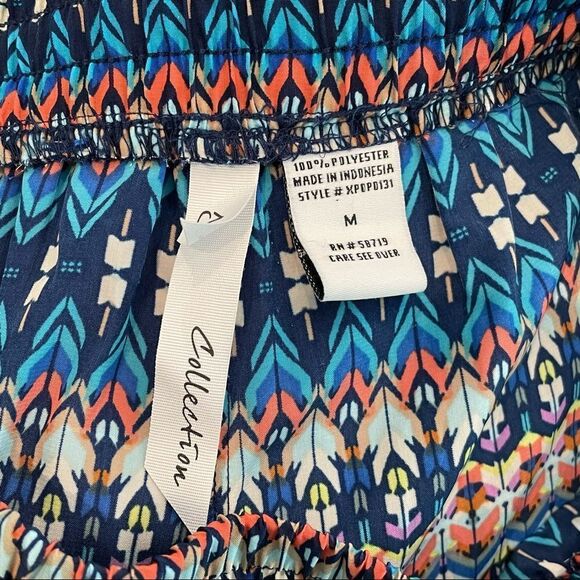 100% POLYESTER
MADE IN INDONESIA
STYLE # XPOPO131
M
RN # 58719
CARE SEE OVER
Collection